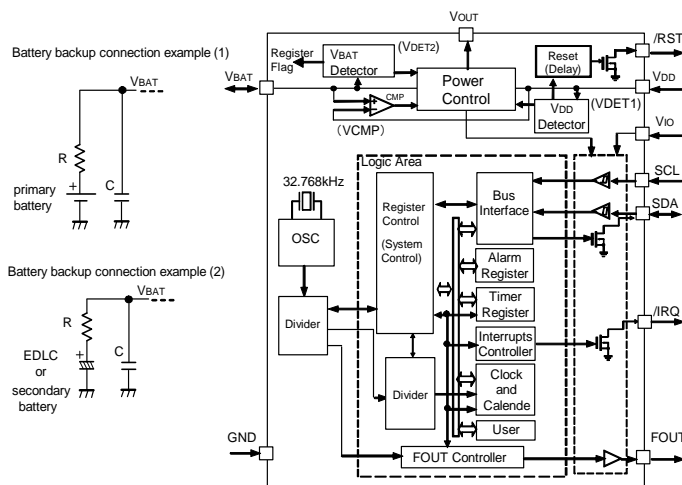 VOUT
/RST
Battery backup connection example (1)
Register
Flag
VBAT
Detector
(VDET2)
Reset
(Delay)
VBAT
VBAT
Power
Control
VDD
CMP
VDD
Detector
(VDET1)
(VCMP)
VIO
R
C
primary
battery
Logic Area
SCL
32.768kHz
Register
Control
(System
Control)
Bus
Interface
SDA
OSC
Battery backup connection example (2)
Alarm
Register
VBAT
Divider
Timer
Register
/IRQ
R
C
Interrupts
Controller
EDLC
or
secondary
battery
Divider
Clock
and
Calende
User
GND
FOUT Controller
FOUT